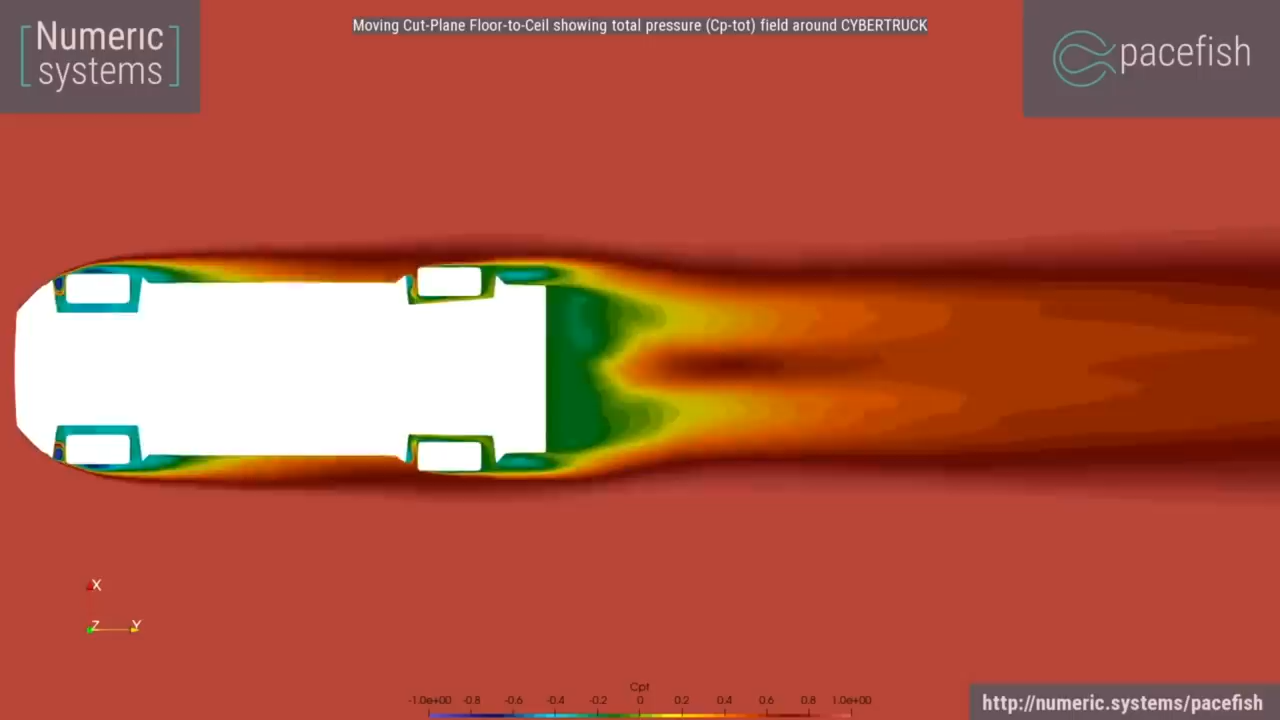 Numeric
systems
Moving Cut-Plane Floor-to-Ceil showing total pressure (Cp-tot) field around CYBERTRUCK
pacefish
X
Z Y
Cpt
-1.0e+00 -0.8 -0.6 -0.4 -0.2 0 0.2 0.4 0.6 0.8 1.0e+00
http://numeric.systems/pacefish